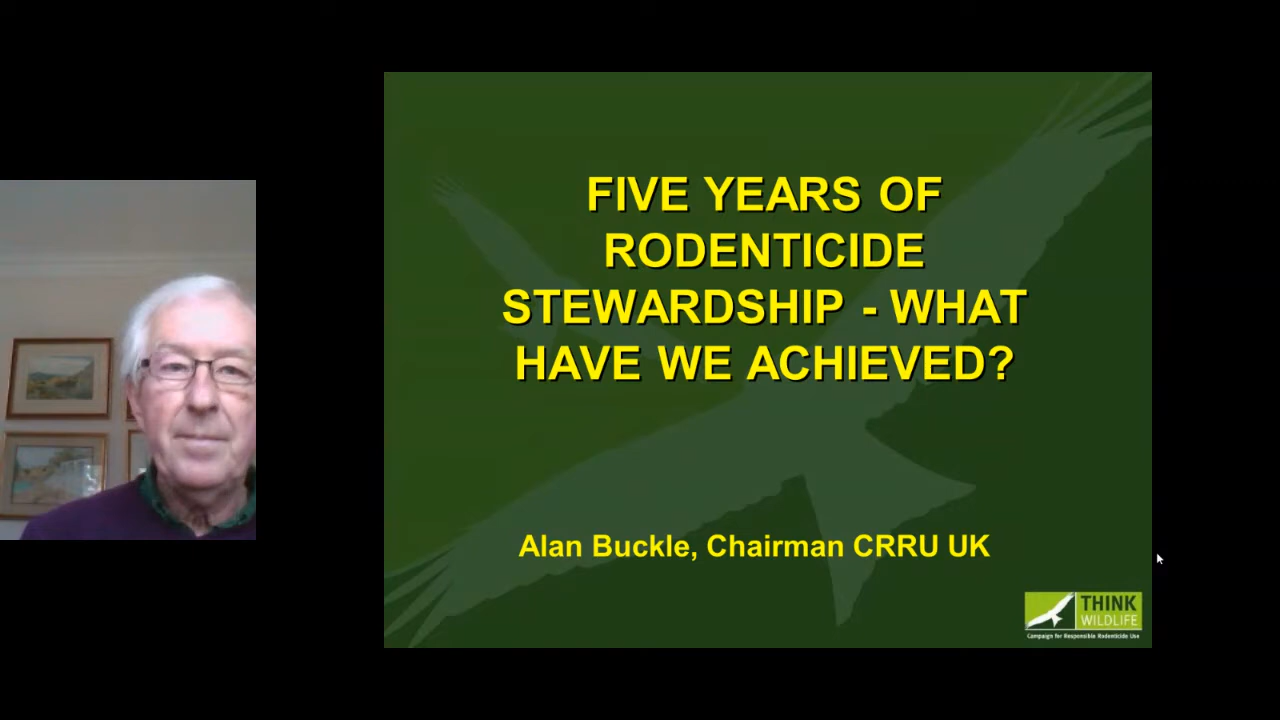 FIVE YEARS OF
RODENTICIDE
STEWARDSHIP - WHAT
HAVE WE ACHIEVED?
Alan Buckle, Chairman CRRU UK
THINK
WILDLIFE
Campaign for Responsible Rodenticide Use